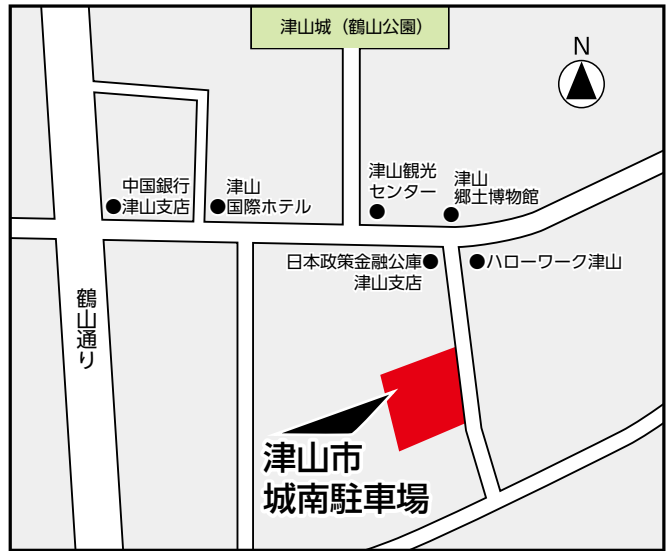 津山城（鶴山公園）
N
中国銀行
津山支店
津山
国際ホテル
津山観光
センター
津山
郷土博物館
日本政策金融公庫
津山支店
ハローワーク津山
鶴山通り
津山市
城南駐車場